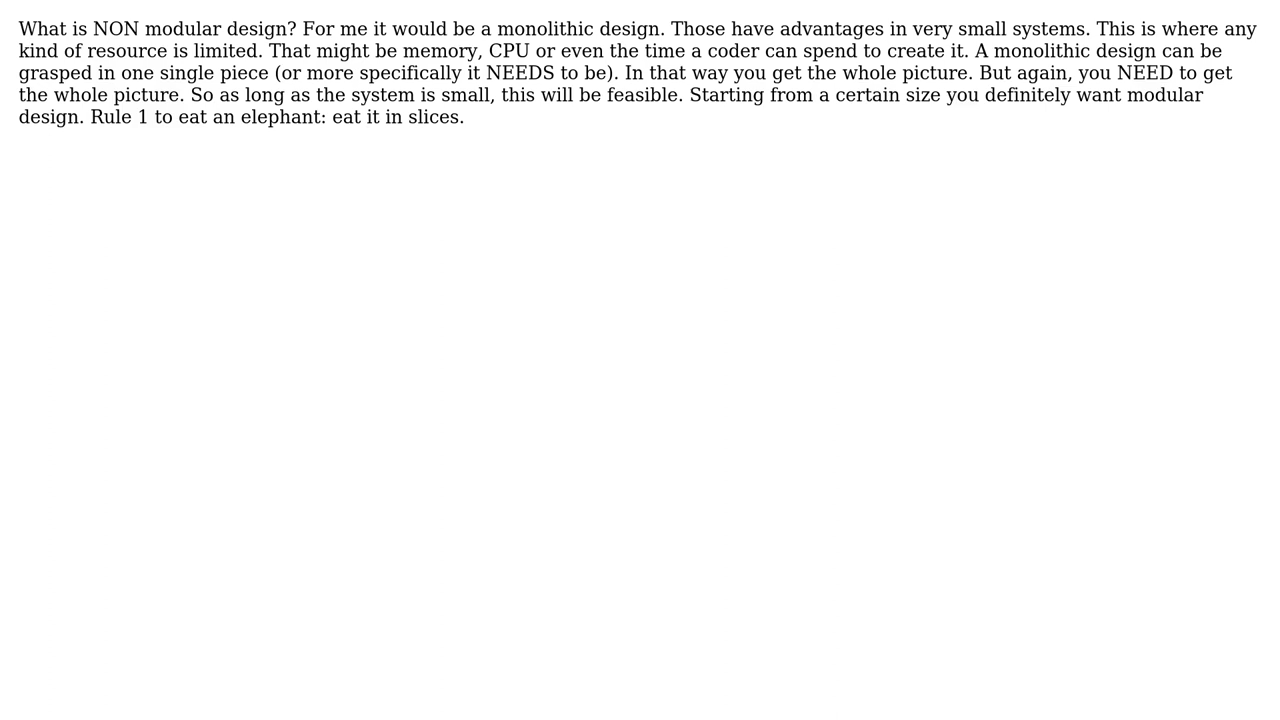 What is NON modular design? For me it would be a monolithic design. Those have advantages in very small systems. This is where any
kind of resource is limited. That might be memory, CPU or even the time a coder can spend to create it. A monolithic design can be
grasped in one single piece (or more specifically it NEEDS to be). In that way you get the whole picture. But again, you NEED to get
the whole picture. So as long as the system is small, this will be feasible. Starting from a certain size you definitely want modular
design. Rule 1 to eat an elephant: eat it in slices.